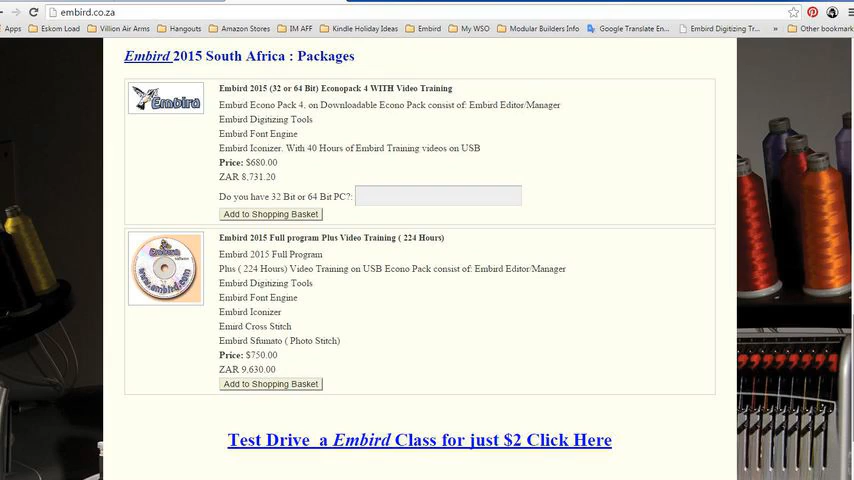 embird.co.za
Apps Eskom Load Villion Air Arms Hangouts Amazon Stores IM AFF Kindle Holiday Ideas Embird My WSO Modular Builders Info Google Translate En... Embird Digitizing Tr... » Other bookmark
Embird 2015 South Africa : Packages
Embird
Embird 2015 (32 or 64 Bit) Econopack 4 WITH Video Training
Embird Econo Pack 4. on Downloadable Econo Pack consist of: Embird Editor/Manager
Embird Digitizing Tools
Embird Font Engine
Embird Iconizer. With 40 Hours of Embird Training videos on USB
Price: $680.00
ZAR 8,731.20
Do you have 32 Bit or 64 Bit PC?:
Add to Shopping Basket
Embird
www.embird.com
Embird 2015 Full program Plus Video Training ( 224 Hours)
Embird 2015 Full Program
Plus ( 224 Hours) Video Training on USB Econo Pack consist of: Embird Editor/Manager
Embird Digitizing Tools
Embird Font Engine
Embird Iconizer
Emird Cross Stitch
Embird Sfumato ( Photo Stitch)
Price: $750.00
ZAR 9,630.00
Add to Shopping Basket
Test Drive a Embird Class for just $2 Click Here